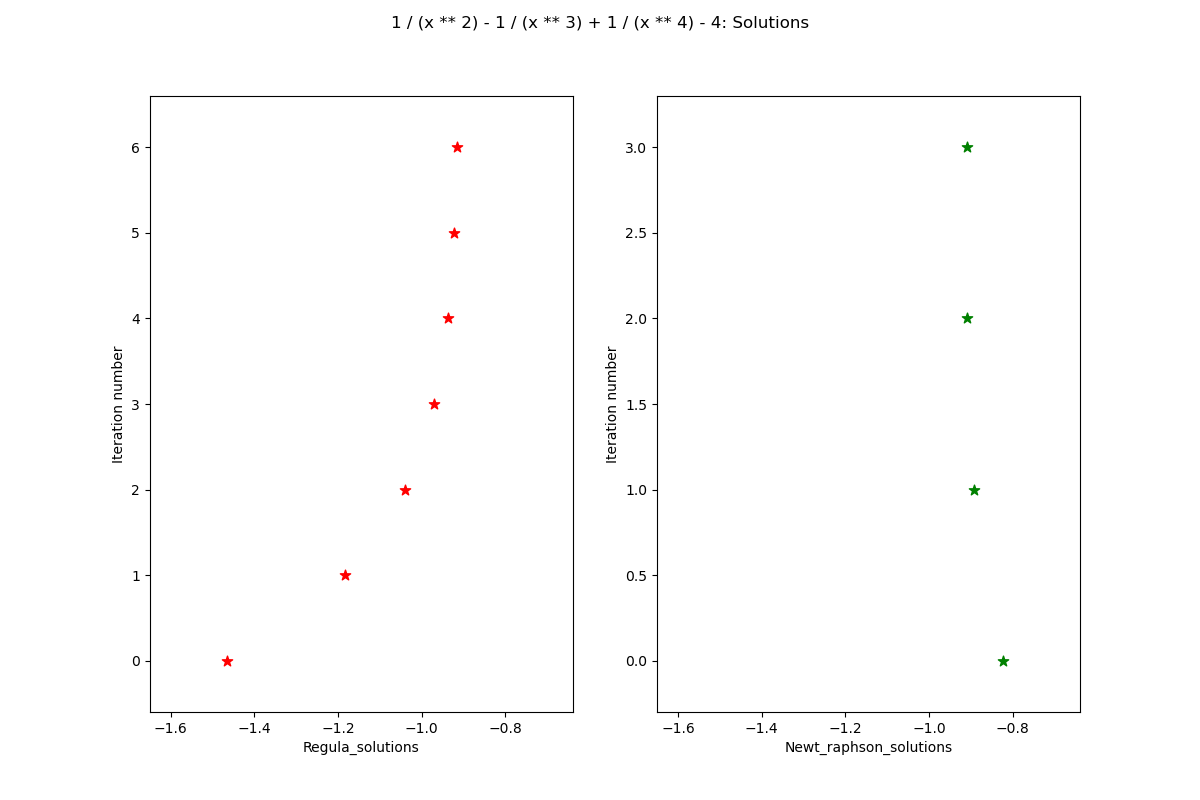 1 / (x ** 2) - 1 / (x ** 3) + 1 / (x ** 4) - 4: Solutions
6
5
4
3
2
1
0
Iteration number
−1.6 −1.4 −1.2 −1.0 −0.8
Regula_solutions
3.0
2.5
2.0
1.5
1.0
0.5
0.0
Iteration number
−1.6 −1.4 −1.2 −1.0 −0.8
Newt_raphson_solutions